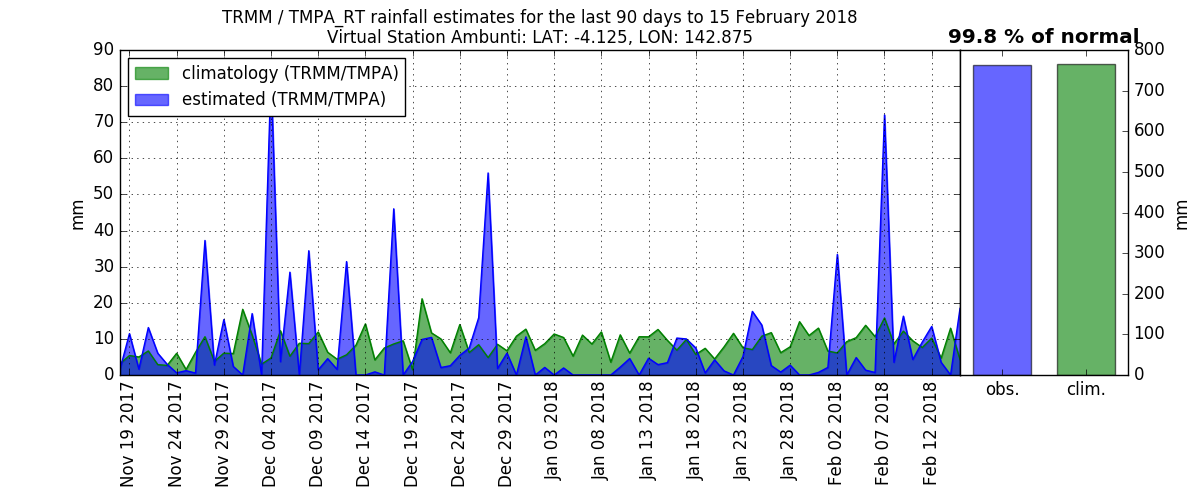 TRMM / TMPA_RT rainfall estimates for the last 90 days to 15 February 2018
Virtual Station Ambunti: LAT: -4.125, LON: 142.875
99.8 % of normal
climatology (TRMM/TMPA)
estimated (TRMM/TMPA)
90
80
70
60
50
40
30
20
10
0
mm
Nov 19 2017
Nov 24 2017
Nov 29 2017
Dec 04 2017
Dec 09 2017
Dec 14 2017
Dec 19 2017
Dec 24 2017
Dec 29 2017
Jan 03 2018
Jan 08 2018
Jan 13 2018
Jan 18 2018
Jan 23 2018
Jan 28 2018
Feb 02 2018
Feb 07 2018
Feb 12 2018
obs.
clim.
800
700
600
500
400
300
200
100
0
mm